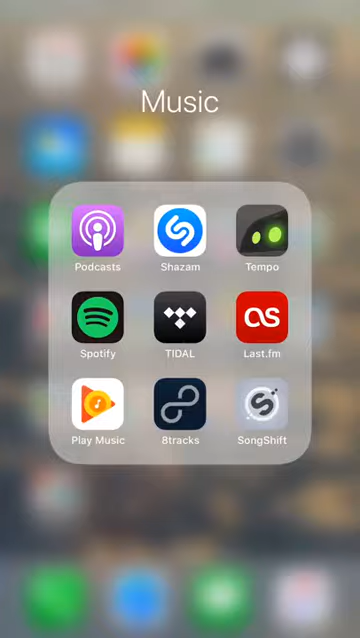 Music
Podcasts
Shazam
Tempo
Spotify
TIDAL
Last.fm
Play Music
8tracks
SongShift